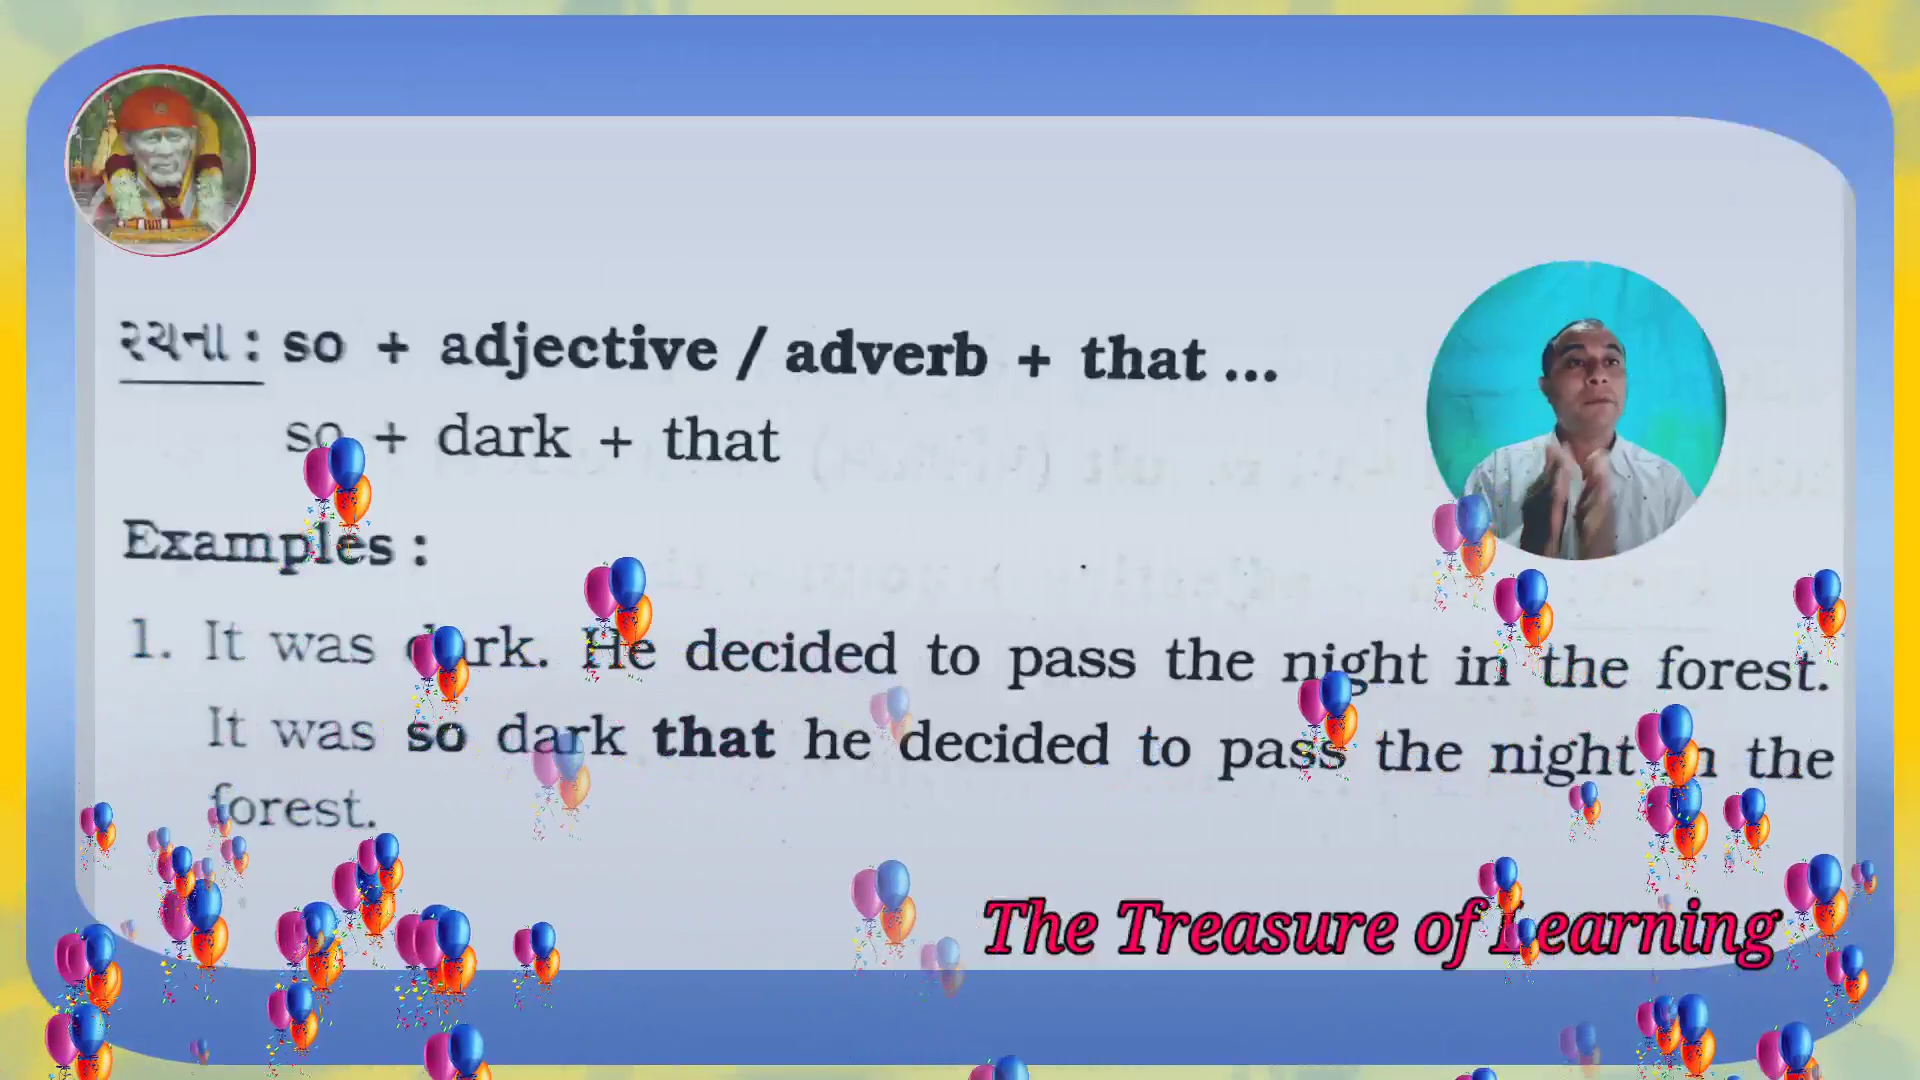 રચના : so + adjective / adverb + that ...
so + dark + that
Examples :
1. It was dark. He decided to pass the night in the forest.
It was so dark that he decided to pass the night in the
forest.
The Treasure of Learning